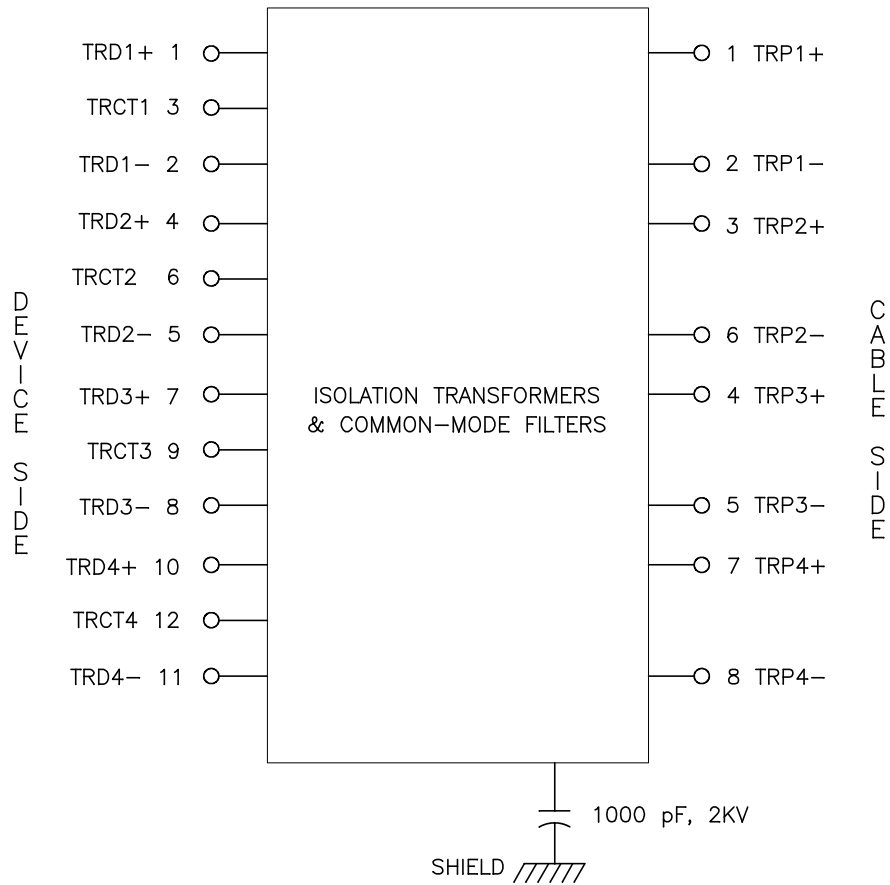 TRD1+ 1
TRCT1 3
TRD1- 2
TRD2+ 4
TRCT2 6
TRD2- 5
TRD3+ 7
TRCT3 9
TRD3- 8
TRD4+ 10
TRCT4 12
TRD4- 11
DEVICE SIDE
ISOLATION TRANSFORMERS
& COMMON-MODE FILTERS
1 TRP1+
2 TRP1-
3 TRP2+
6 TRP2-
4 TRP3+
5 TRP3-
7 TRP4+
8 TRP4-
CABLE SIDE
1000 pF, 2KV
SHIELD